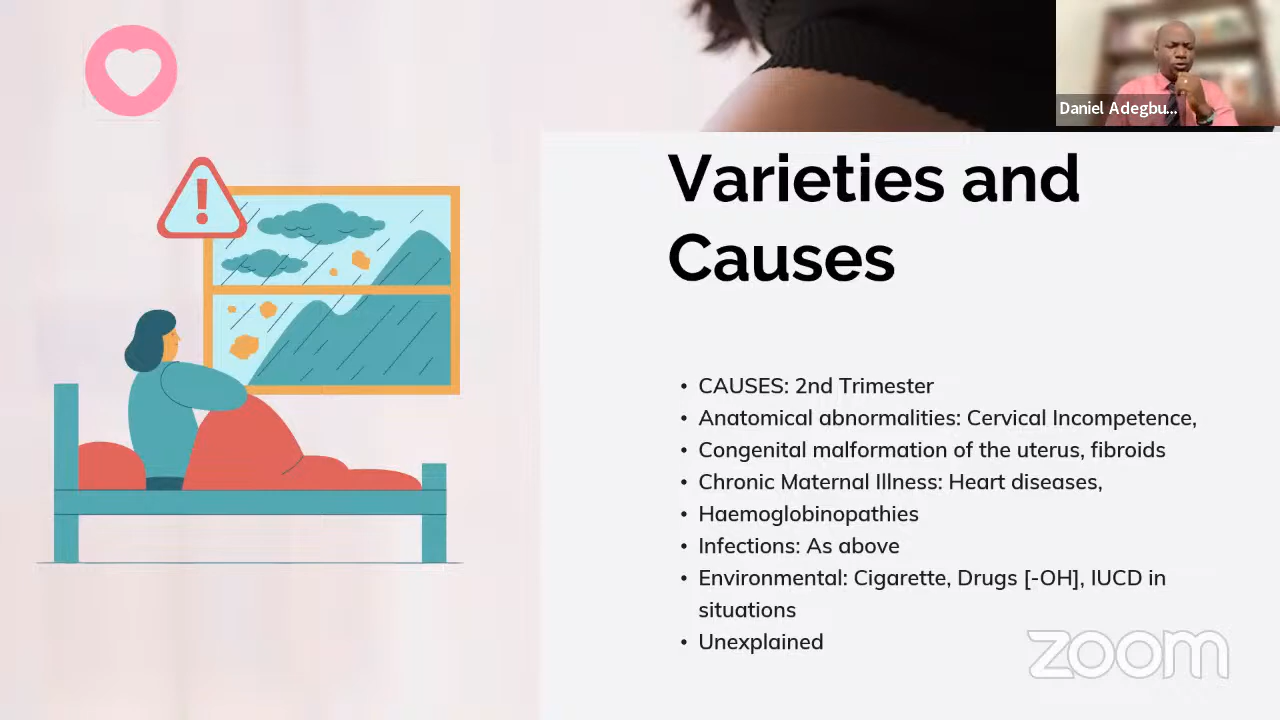 Daniel Adegbu...
Varieties and
Causes
• CAUSES: 2nd Trimester
• Anatomical abnormalities: Cervical Incompetence,
• Congenital malformation of the uterus, fibroids
• Chronic Maternal Illness: Heart diseases,
• Haemoglobinopathies
• Infections: As above
• Environmental: Cigarette, Drugs [-OH], IUCD in
situations
• Unexplained
zoom